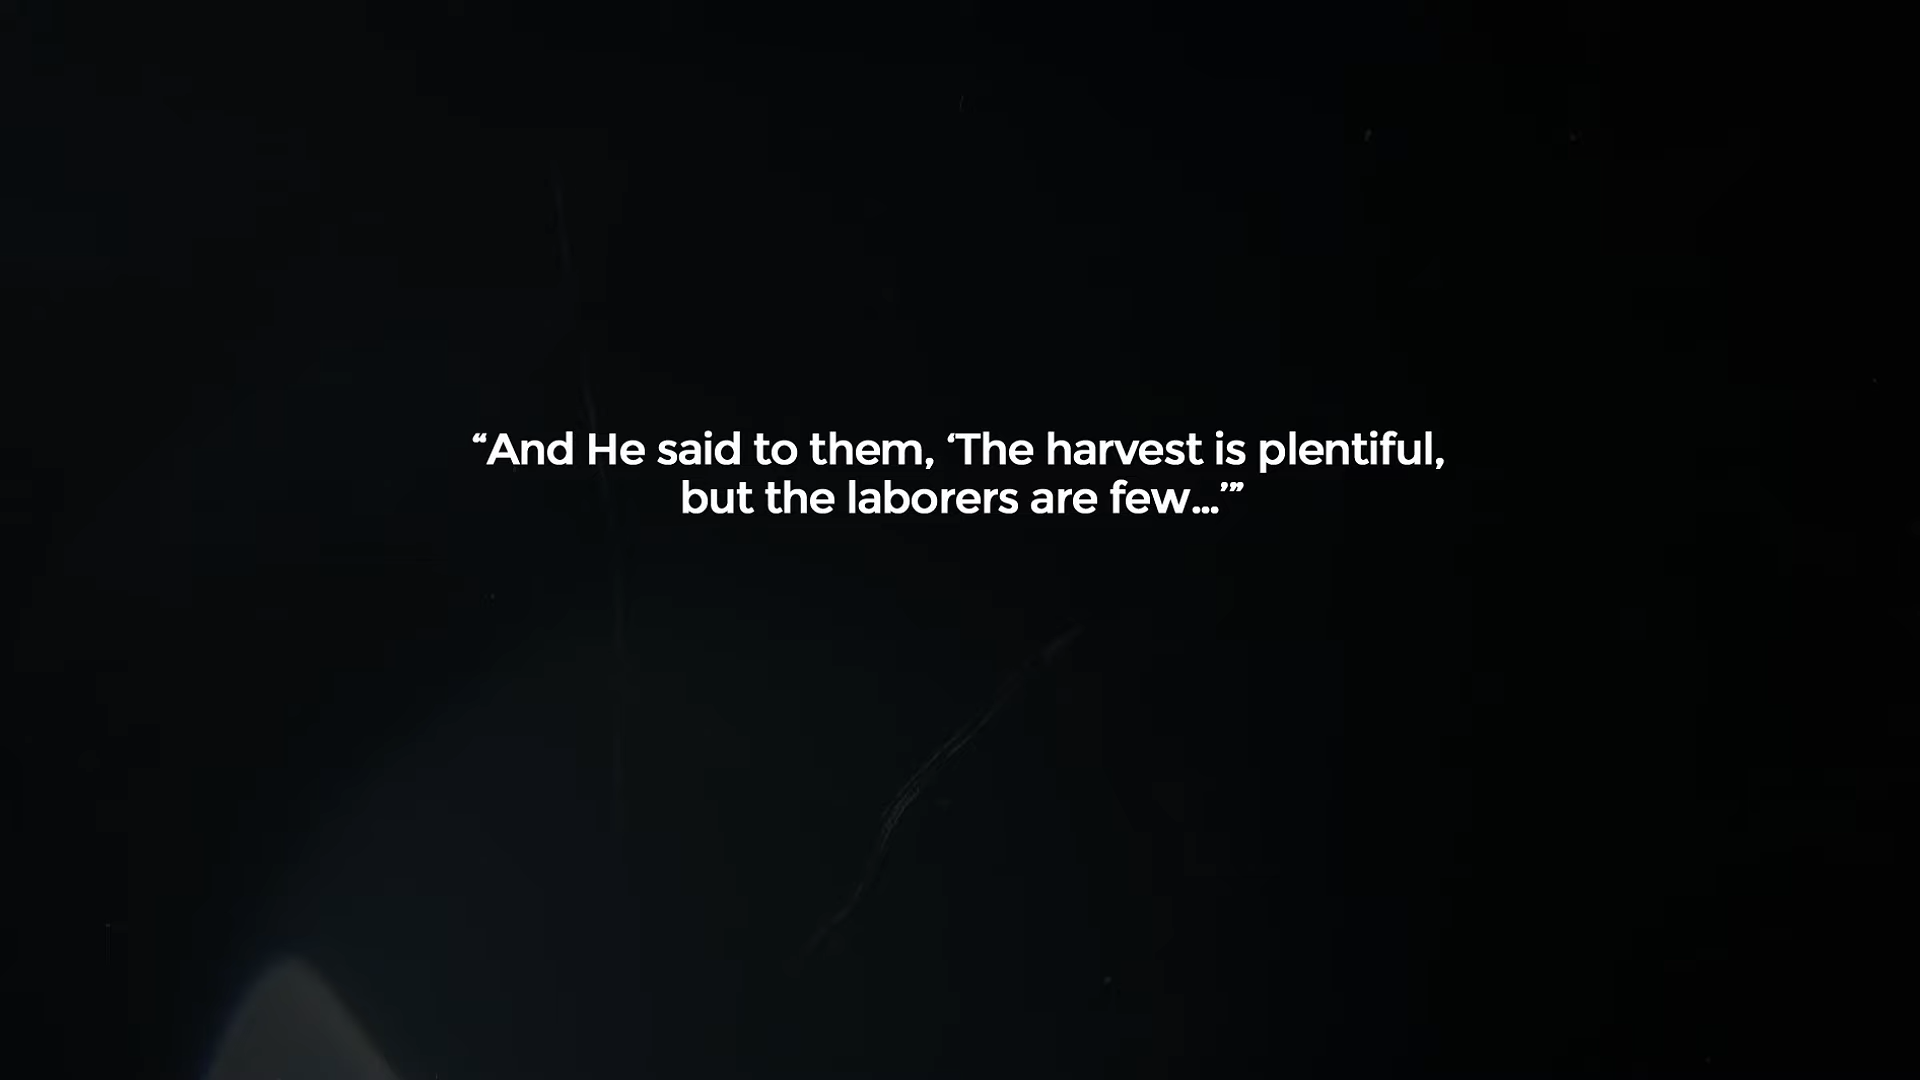 “And He said to them, ‘The harvest is plentiful,
but the laborers are few...’”